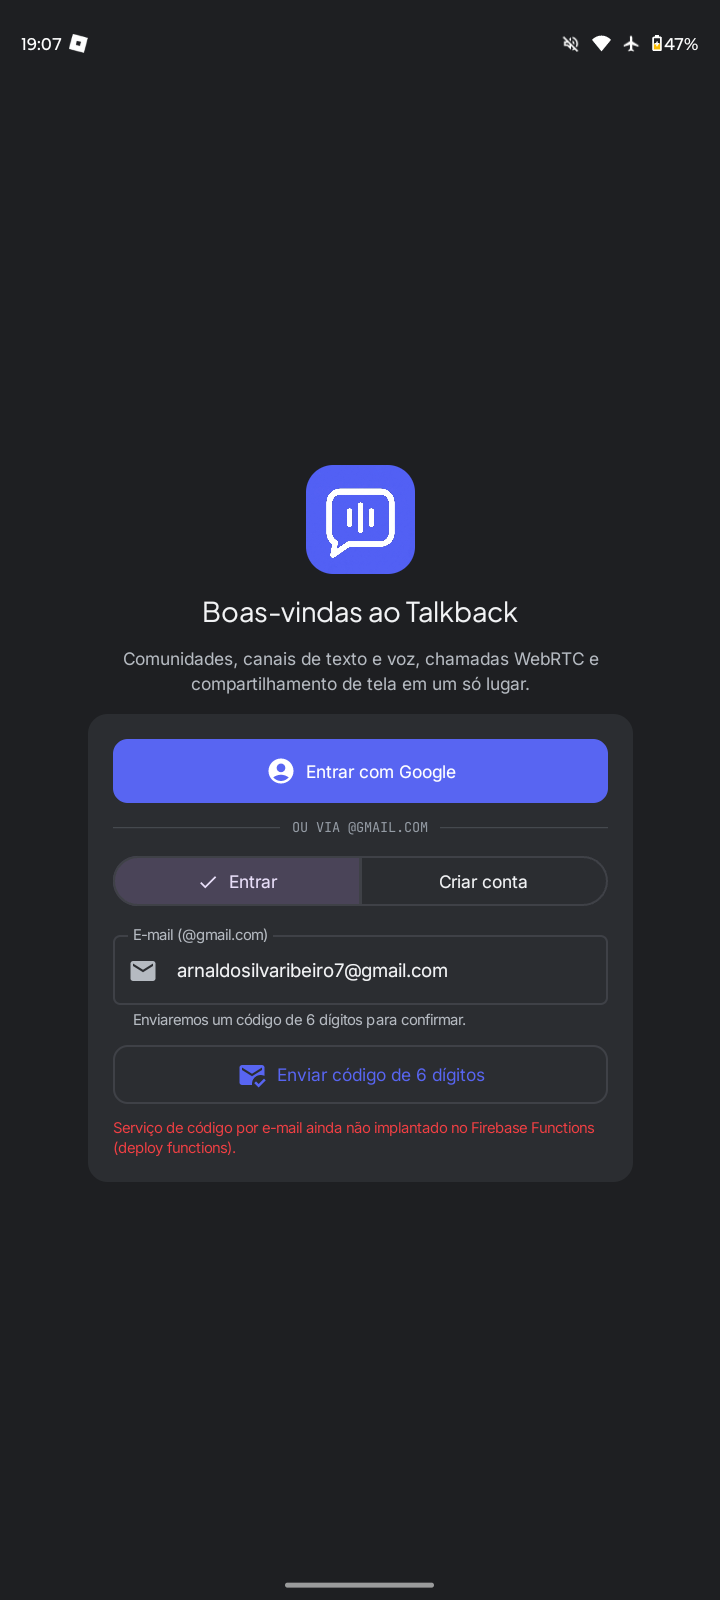 19:07
47%
Boas-vindas ao Talkback
Comunidades, canais de texto e voz, chamadas WebRTC e
compartilhamento de tela em um só lugar.
Entrar com Google
OU VIA @GMAIL.COM
Entrar
Criar conta
E-mail (@gmail.com)
arnaldosilvaribeiro7@gmail.com
Enviaremos um código de 6 dígitos para confirmar.
Enviar código de 6 dígitos
Serviço de código por e-mail ainda não implantado no Firebase Functions
(deploy functions).